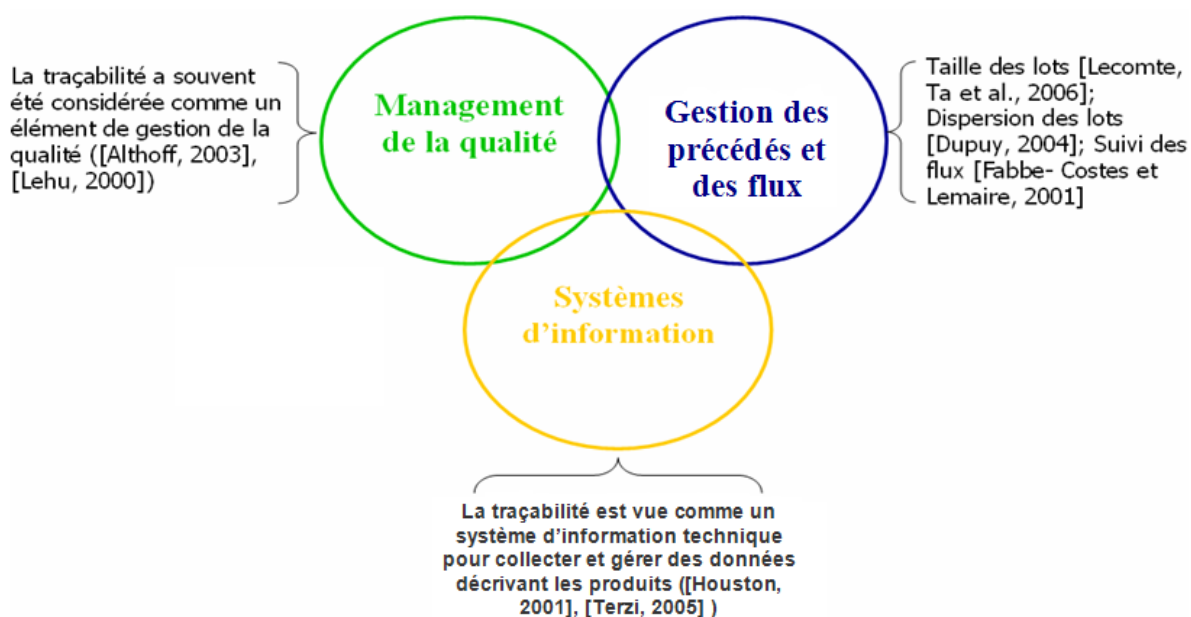 La traçabilité a souvent
été considérée comme un
élément de gestion de la
qualité ([Althoff, 2003],
[Lehu, 2000])
Management
de la qualité
Gestion des
précédés et
des flux
Taille des lots [Lecomte,
Ta et al., 2006];
Dispersion des lots
[Dupuy, 2004]; Suivi des
flux [Fabbe- Costes et
Lemaire, 2001]
Systèmes
d’information
La traçabilité est vue comme un
système d’information technique
pour collecter et gérer des données
décrivant les produits ([Houston,
2001], [Terzi, 2005] )